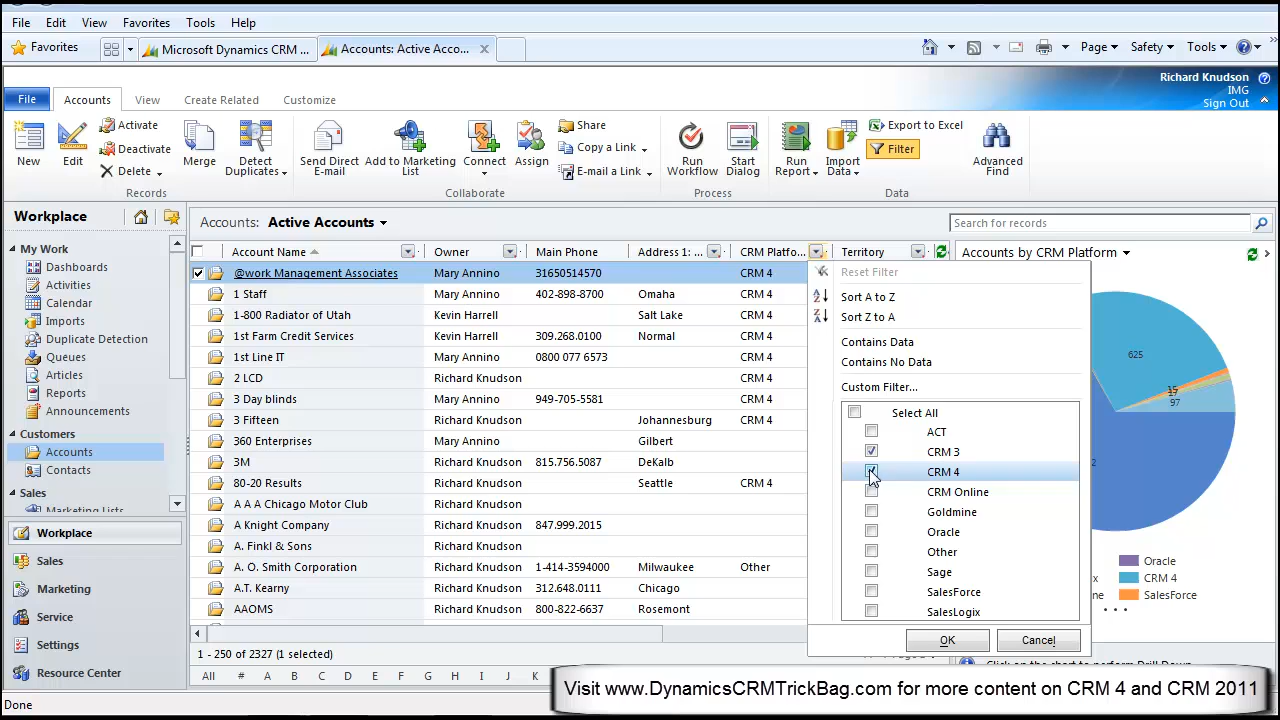 File Edit View Favorites Tools Help
Favorites Microsoft Dynamics CRM ... Accounts: Active Acco... Page Safety Tools
Richard Knudson
IMG
Sign Out
File Accounts View Create Related Customize
New Edit Activate Deactivate Delete Merge Detect Duplicates Send Direct E-mail Add to Marketing List Connect Assign Share Copy a Link E-mail a Link Run Workflow Start Dialog Run Report Import Data Export to Excel Filter Advanced Find
Records Collaborate Process Data
Workplace
Accounts: Active Accounts Search for records
My Work
Dashboards
Activities
Calendar
Imports
Duplicate Detection
Queues
Articles
Reports
Announcements
Customers
Accounts
Contacts
Sales
Marketing Lists
Workplace
Sales
Marketing
Service
Settings
Resource Center
Account Name Owner Main Phone Address 1: ... CRM Platfo... Territory
@work Management Associates Mary Annino 31650514570 CRM 4
1 Staff Mary Annino 402-898-8700 Omaha CRM 4
1-800 Radiator of Utah Kevin Harrell Salt Lake CRM 4
1st Farm Credit Services Kevin Harrell 309.268.0100 Normal CRM 4
1st Line IT Mary Annino 0800 077 6573 CRM 4
2 LCD Richard Knudson CRM 4
3 Day blinds Mary Annino 949-705-5581 CRM 4
3 Fifteen Richard Knudson Johannesburg CRM 4
360 Enterprises Mary Annino Gilbert CRM 4
3M Richard Knudson 815.756.5087 DeKalb CRM 4
80-20 Results Richard Knudson Seattle CRM 4
A A A Chicago Motor Club Richard Knudson
A Knight Company Richard Knudson 847.999.2015
A. Finkl & Sons Richard Knudson
A. O. Smith Corporation Richard Knudson 1-414-3594000 Milwaukee Other
A.T. Kearny Richard Knudson 312.648.0111 Chicago
AAOMS Richard Knudson 800-822-6637 Rosemont
1 - 250 of 2327 (1 selected)
All # A B C D E F G H I J K
Reset Filter
Sort A to Z
Sort Z to A
Contains Data
Contains No Data
Custom Filter...
Select All
ACT
CRM 3
CRM 4
CRM Online
Goldmine
Oracle
Other
Sage
SalesForce
SalesLogix
OK Cancel
Accounts by CRM Platform
625
97
Oracle
CRM 4
SalesForce
Visit www.DynamicsCRMTrickBag.com for more content on CRM 4 and CRM 2011
Done